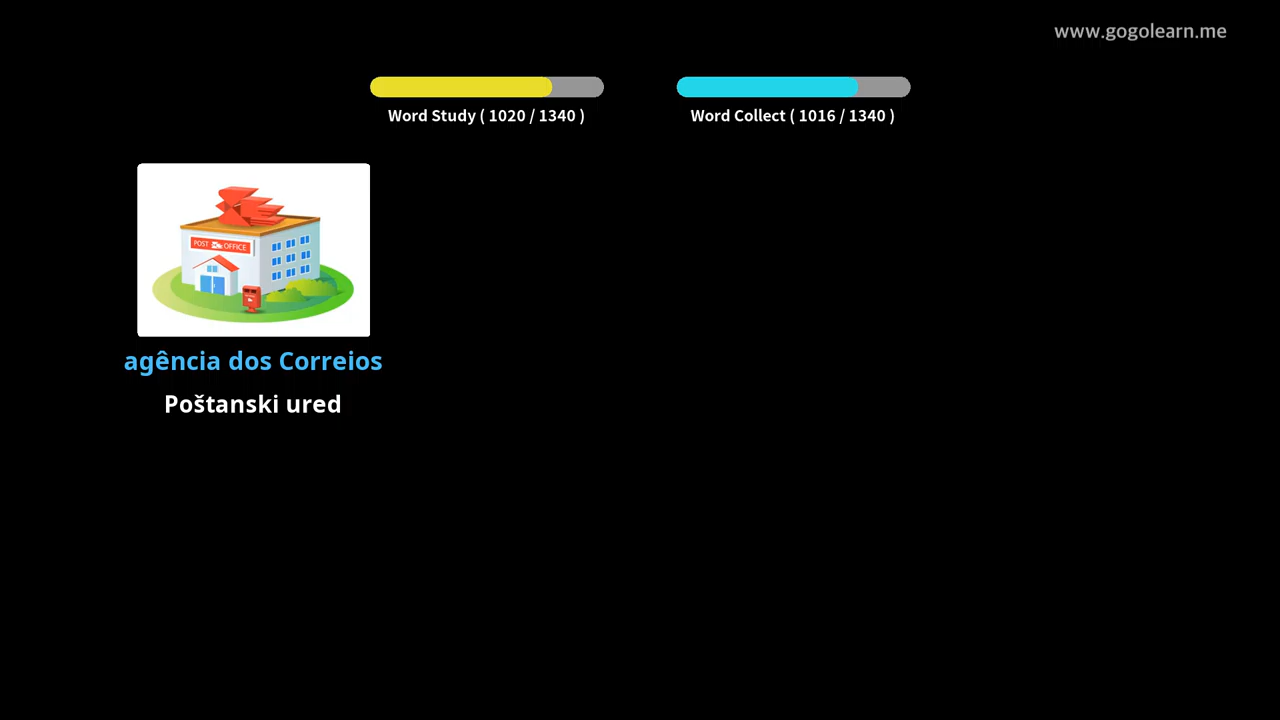 www.gogolearn.me
Word Study ( 1020 / 1340 )
Word Collect ( 1016 / 1340 )
POST OFFICE
agência dos Correios
Poštanski ured